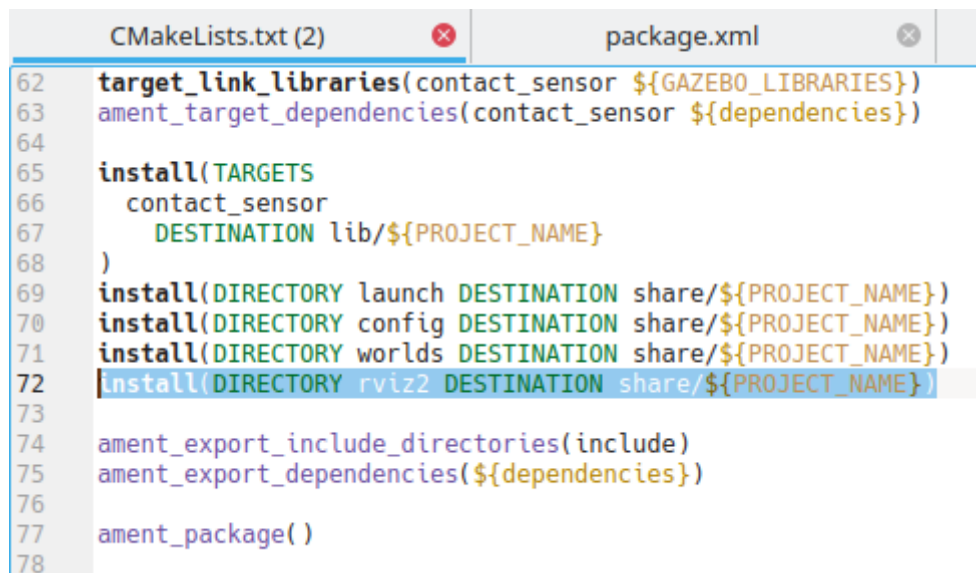 CMakeLists.txt (2) package.xml
62 target_link_libraries(contact_sensor ${GAZEBO_LIBRARIES})
63 ament_target_dependencies(contact_sensor ${dependencies})
64
65 install(TARGETS
66   contact_sensor
67     DESTINATION lib/${PROJECT_NAME}
68 )
69 install(DIRECTORY launch DESTINATION share/${PROJECT_NAME})
70 install(DIRECTORY config DESTINATION share/${PROJECT_NAME})
71 install(DIRECTORY worlds DESTINATION share/${PROJECT_NAME})
72 install(DIRECTORY rviz2 DESTINATION share/${PROJECT_NAME})
73
74 ament_export_include_directories(include)
75 ament_export_dependencies(${dependencies})
76
77 ament_package()
78